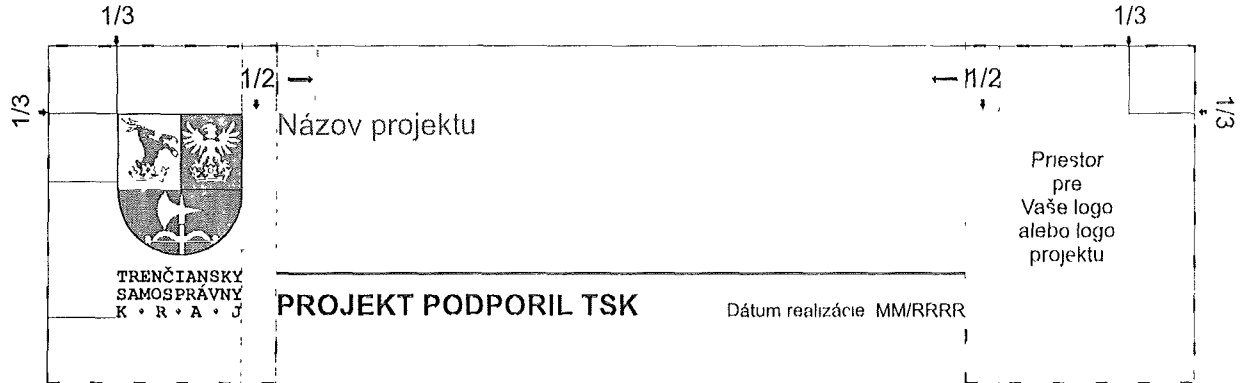 1/3
1/3
1/2
1/2
1/3
1/3
Názov projektu
Priestor
pre
Vaše logo
alebo logo
projektu
TRENČIANSKY
SAMOSPRÁVNY
K • R • A • J
PROJEKT PODPORIL TSK
Dátum realizácie MM/RRRR